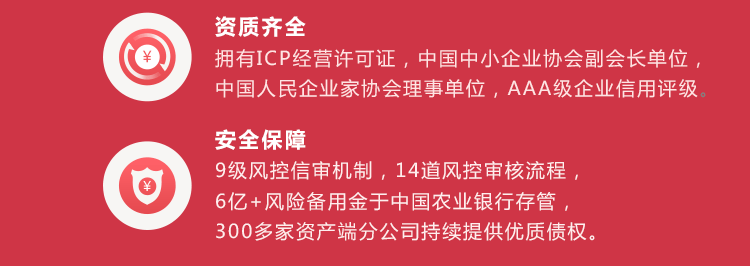 资质齐全
拥有ICP经营许可证，中国中小企业协会副会长单位，
中国人民企业家协会理事单位，AAA级企业信用评级。
安全保障
9级风控信审机制，14道风控审核流程，
6亿+风险备用金于中国农业银行存管，
300多家资产端分公司持续提供优质债权。
¥
¥